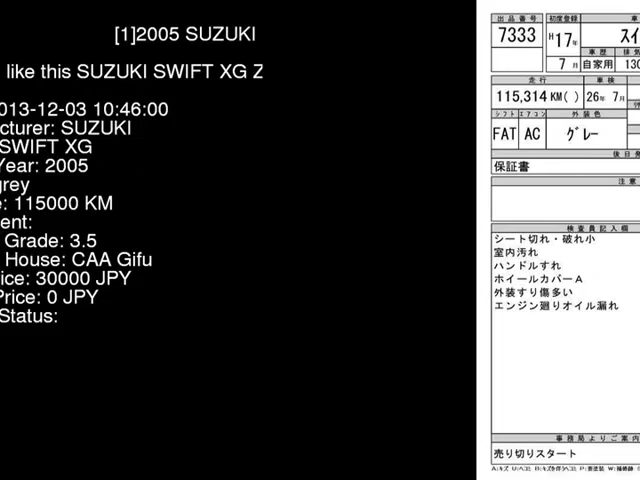 [1]2005 SUZUKI
like this SUZUKI SWIFT XG Z
013-12-03 10:46:00
cturer: SUZUKI
SWIFT XG
Year: 2005
grey
e: 115000 KM
ent:
Grade: 3.5
House: CAA Gifu
ice: 30000 JPY
Price: 0 JPY
Status:
出品番号 初度登録 車
7333 H17年 スイ
車歴 排気
7月 自家用 130
走行 車検
115,314 KM( ) 26年 7月
シフト エアコン 外装色
FAT AC グレー
後日発
保証書
注意
検査員記入欄
シート切れ・破れ小
室内汚れ
ハンドルすれ
ホイールカバーA
外装すり傷多い
エンジン廻りオイル漏れ
事務局よりご案内
売り切りスタート